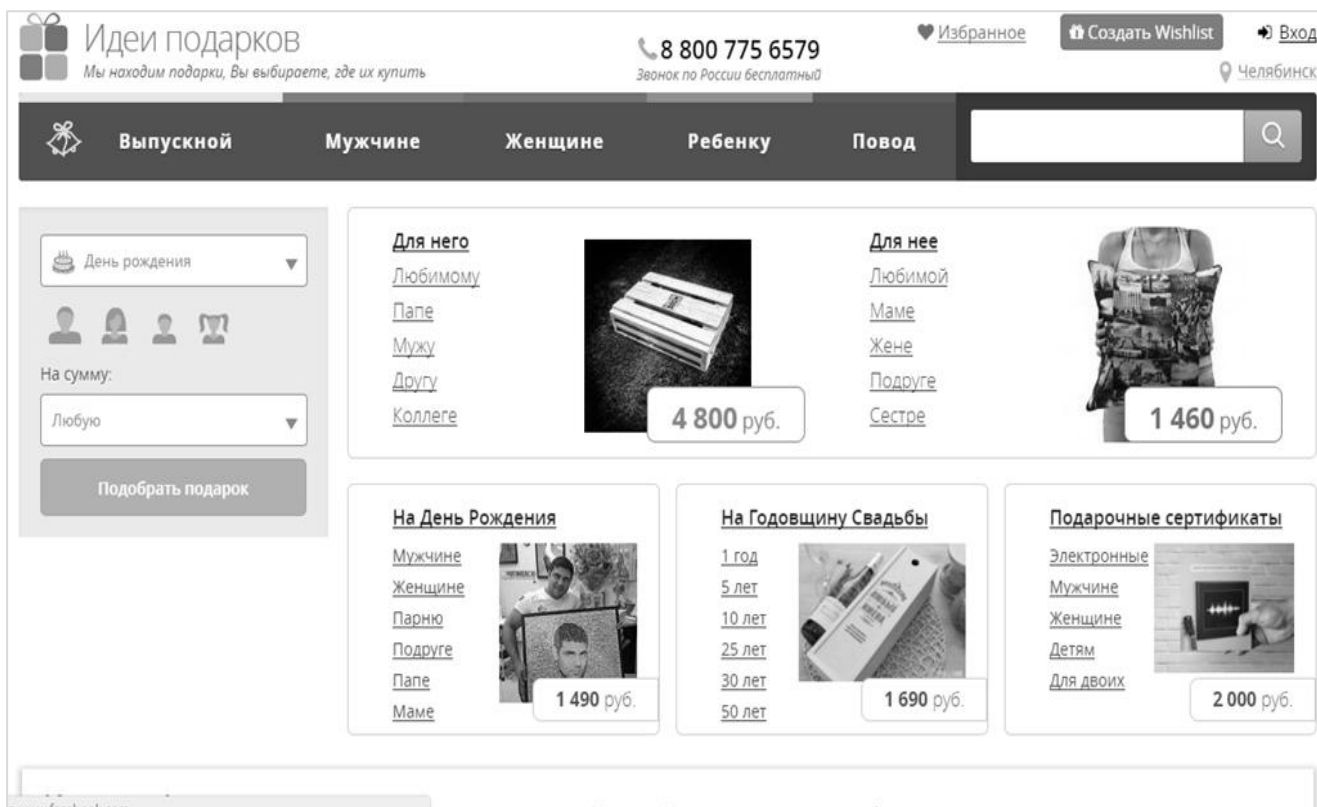 Идеи подарков
Мы находим подарки, Вы выбираете, где их купить
8 800 775 6579
Звонок по России бесплатный
Избранное
Создать Wishlist
Вход
Челябинск
Выпускной Мужчине Женщине Ребенку Повод
День рождения
На сумму:
Любую
Подобрать подарок
Для него
Любимому
Папе
Мужу
Другу
Коллеге
4 800 руб.
Для нее
Любимой
Маме
Жене
Подруге
Сестре
1 460 руб.
На День Рождения
Мужчине
Женщине
Парню
Подруге
Папе
Маме
1 490 руб.
На Годовщину Свадьбы
1 год
5 лет
10 лет
25 лет
30 лет
50 лет
1 690 руб.
Подарочные сертификаты
Электронные
Мужчине
Женщине
Детям
Для двоих
2 000 руб.